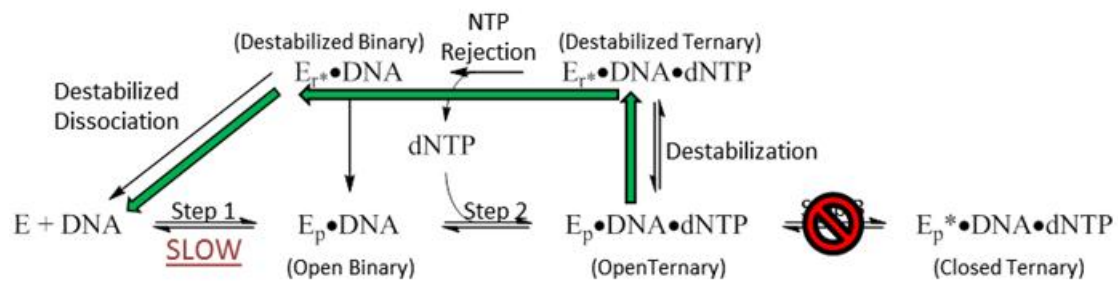 NTP
Rejection
(Destabilized Binary)
(Destabilized Ternary)
Er*•DNA
Er*•DNA•dNTP
Destabilized
Dissociation
dNTP
Destabilization
E + DNA
Step 1
SLOW
Ep•DNA
Step 2
Ep•DNA•dNTP
Ep*•DNA•dNTP
(Open Binary)
(OpenTernary)
(Closed Ternary)